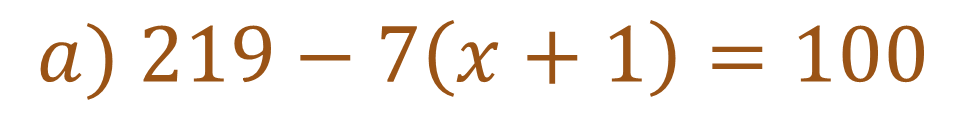 a) 219 − 7(x + 1) = 100